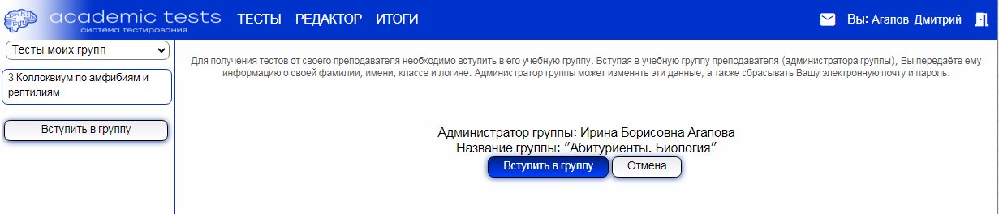 academic tests
система тестирования
ТЕСТЫ РЕДАКТОР ИТОГИ
Вы: Агапов_Дмитрий
Тесты моих групп
3 Коллоквиум по амфибиям и
рептилиям
Вступить в группу
Для получения тестов от своего преподавателя необходимо вступить в его учебную группу. Вступая в учебную группу преподавателя (администратора группы), Вы передаёте ему
информацию о своей фамилии, имени, классе и логине. Администратор группы может изменять эти данные, а также сбрасывать Вашу электронную почту и пароль.
Администратор группы: Ирина Борисовна Агапова
Название группы: "Абитуриенты. Биология"
Вступить в группу Отмена